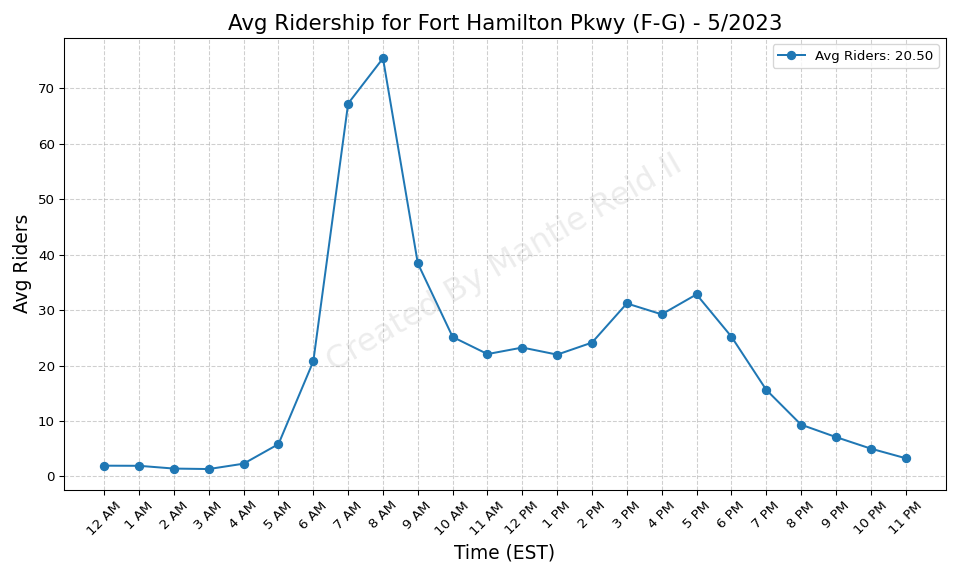 Avg Ridership for Fort Hamilton Pkwy (F-G) - 5/2023
Avg Riders: 20.50
Avg Riders
70
60
50
40
30
20
10
0
Created By Mantle Reid II
12 AM
1 AM
2 AM
3 AM
4 AM
5 AM
6 AM
7 AM
8 AM
9 AM
10 AM
11 AM
12 PM
1 PM
2 PM
3 PM
4 PM
5 PM
6 PM
7 PM
8 PM
9 PM
10 PM
11 PM
Time (EST)